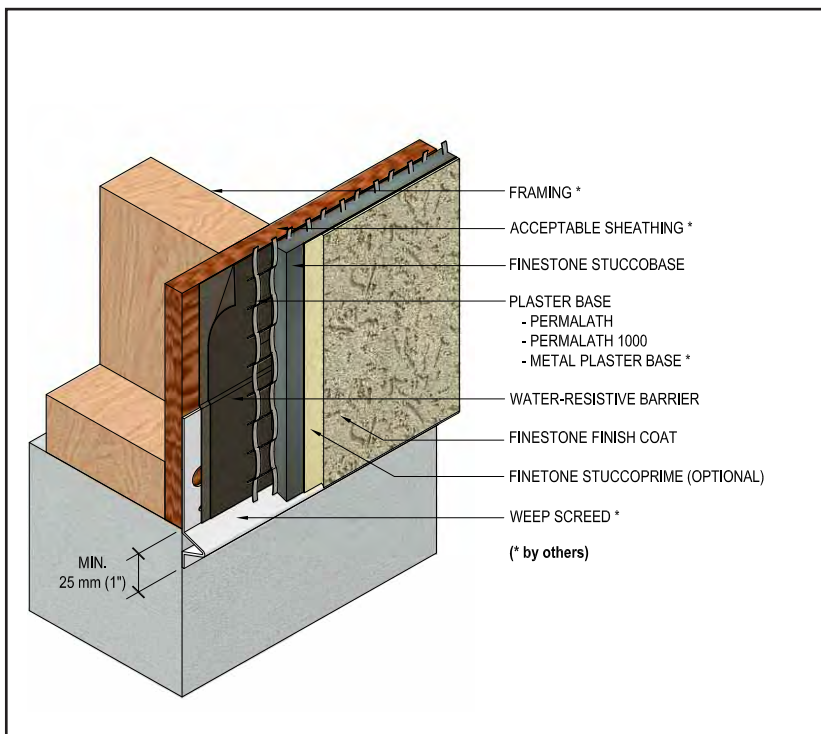 FRAMING *
ACCEPTABLE SHEATHING *
FINESTONE STUCCOBASE
PLASTER BASE
- PERMALATH
- PERMALATH 1000
- METAL PLASTER BASE *
WATER-RESISTIVE BARRIER
FINESTONE FINISH COAT
FINETONE STUCCOPRIME (OPTIONAL)
WEEP SCREED *
(* by others)
MIN.
25 mm (1")